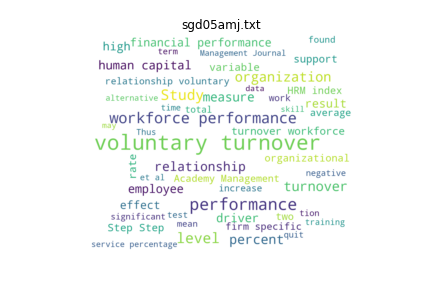 sgd05amj.txt
high financial performance found
term Management Journal
human capital variable support
relationship voluntary organization
data
alternative Study measure work HRM index
time total skill result
workforce performance average
may Thus turnover workforce
voluntary turnover
rate relationship organizational
et al Academy Management negative
employee increase turnover
effect performance
significant test driver two tion
Step Step mean firm specific training
service percentage level percent quit